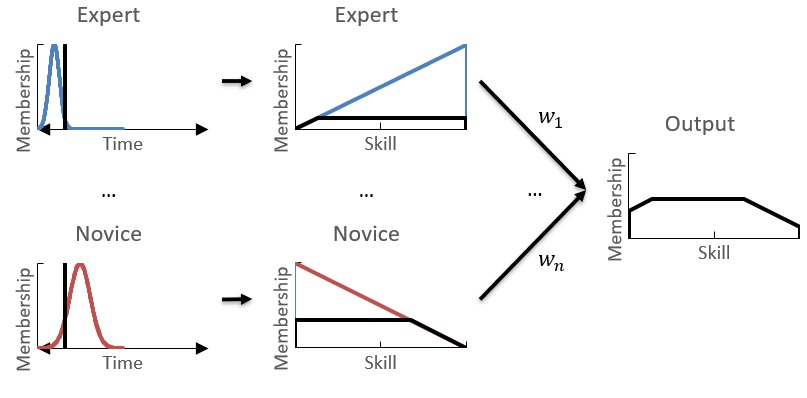 Expert
Membership
Time
Expert
Membership
Skill
w₁
Output
Membership
Skill
...
...
...
Novice
Membership
Time
Novice
Membership
Skill
wₙ